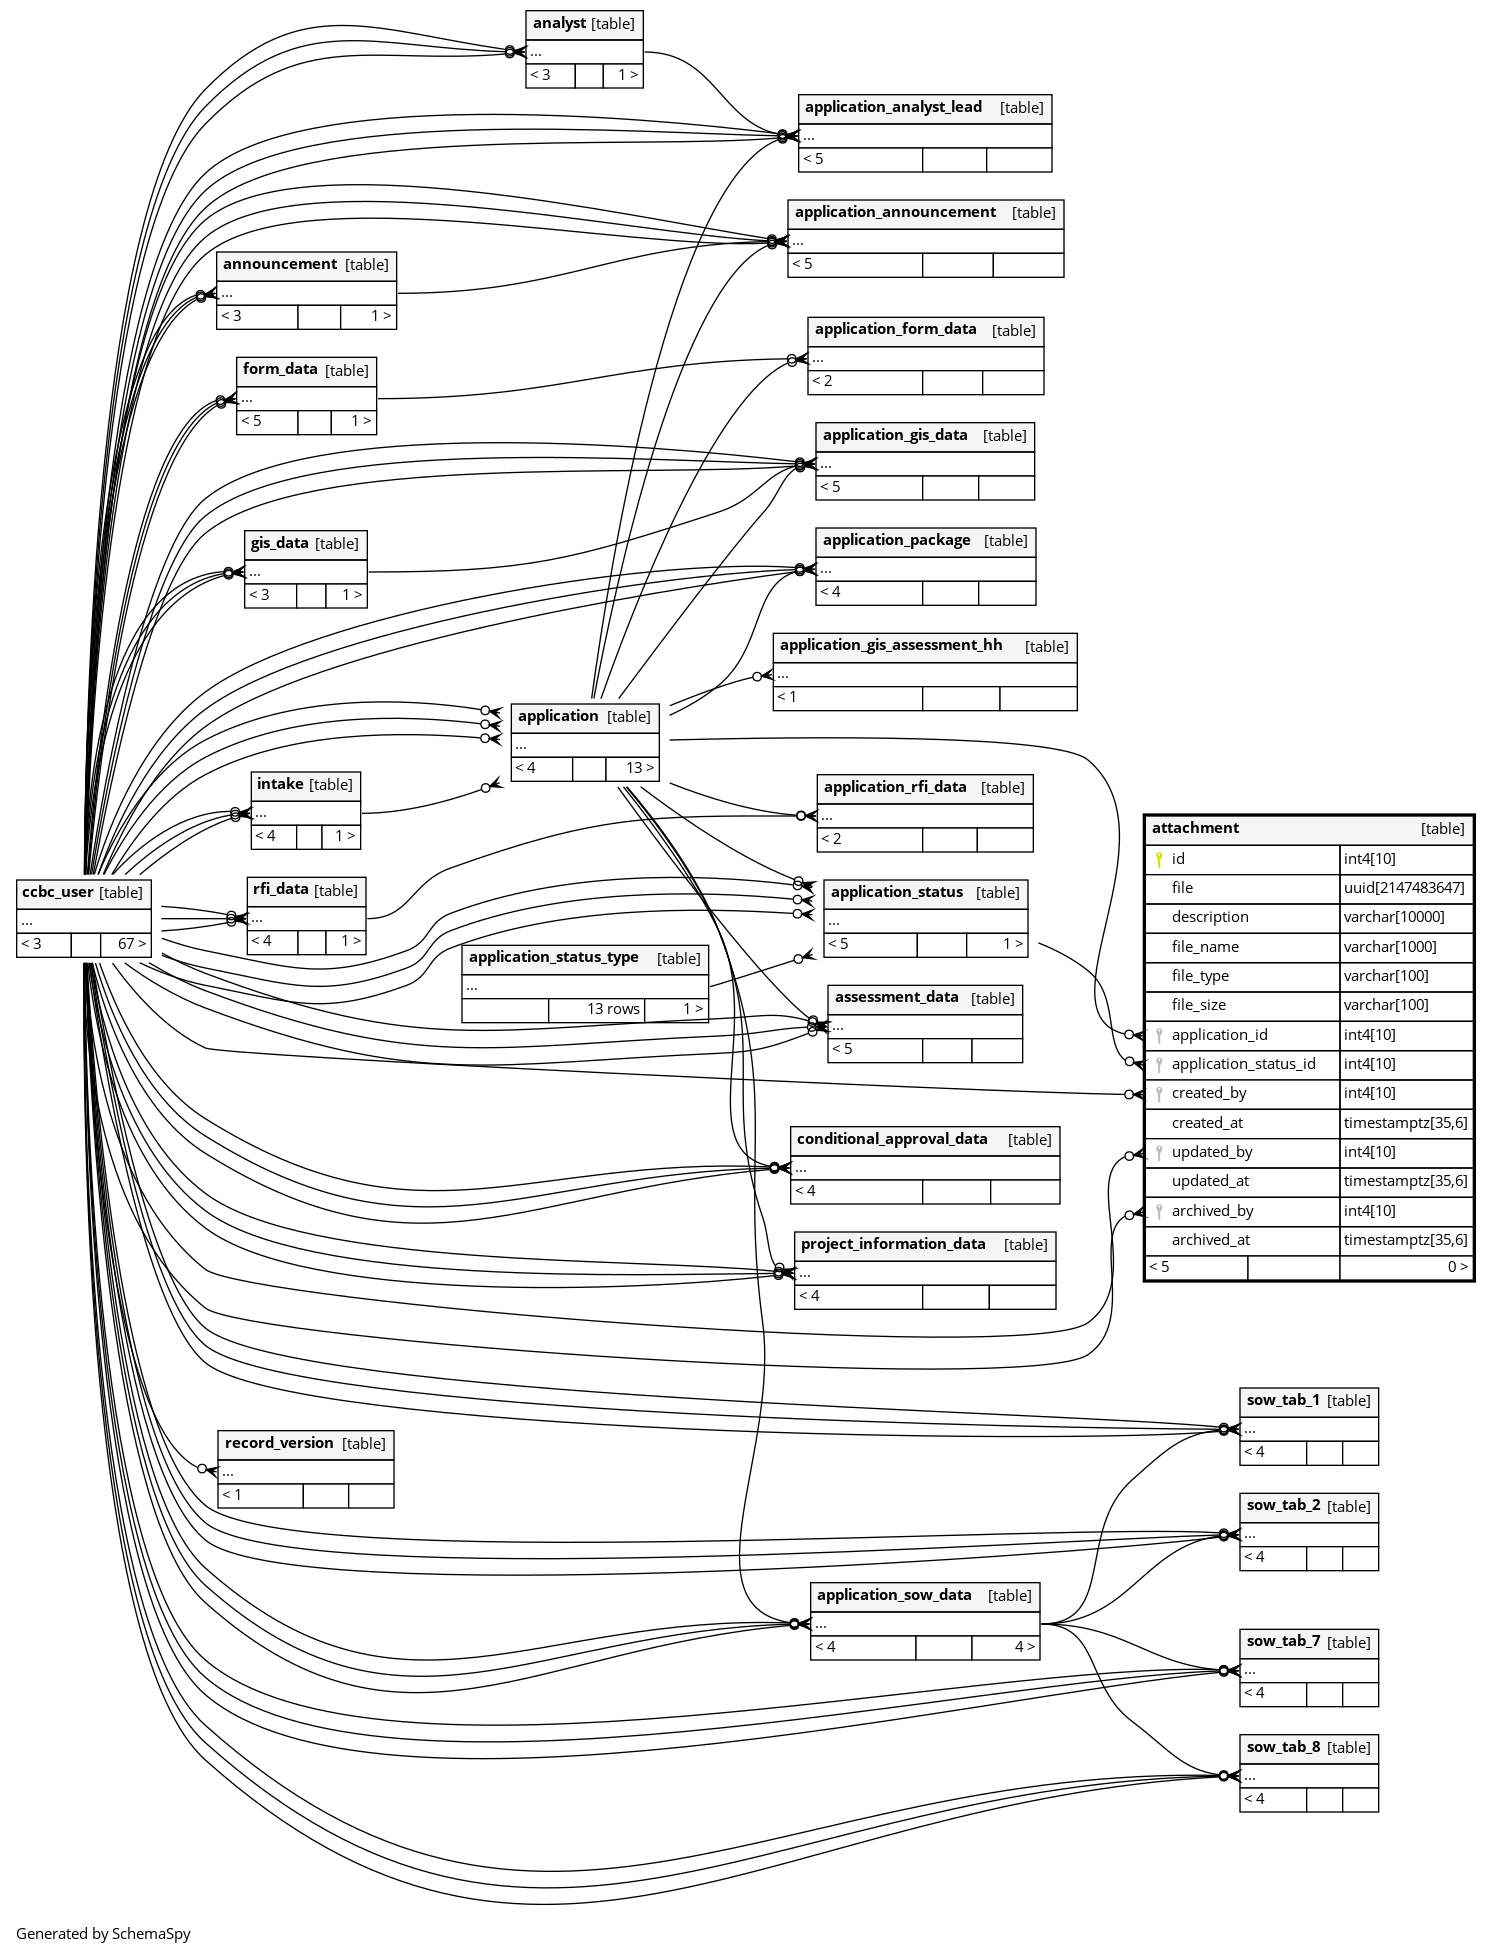 analyst [table]
...
< 3 1 >
application_analyst_lead [table]
...
< 5
application_announcement [table]
...
< 5
announcement [table]
...
< 3 1 >
application_form_data [table]
...
< 2
form_data [table]
...
< 5 1 >
application_gis_data [table]
...
< 5
gis_data [table]
...
< 3 1 >
application_package [table]
...
< 4
application_gis_assessment_hh [table]
...
< 1
application [table]
...
< 4 13 >
intake [table]
...
< 4 1 >
application_rfi_data [table]
...
< 2
attachment [table]
id int4[10]
file uuid[2147483647]
description varchar[10000]
file_name varchar[1000]
file_type varchar[100]
file_size varchar[100]
application_id int4[10]
application_status_id int4[10]
created_by int4[10]
created_at timestamptz[35,6]
updated_by int4[10]
updated_at timestamptz[35,6]
archived_by int4[10]
archived_at timestamptz[35,6]
< 5 0 >
ccbc_user [table]
...
< 3 67 >
rfi_data [table]
...
< 4 1 >
application_status [table]
...
< 5 1 >
application_status_type [table]
...
13 rows 1 >
assessment_data [table]
...
< 5
conditional_approval_data [table]
...
< 4
project_information_data [table]
...
< 4
sow_tab_1 [table]
...
< 4
record_version [table]
...
< 1
sow_tab_2 [table]
...
< 4
application_sow_data [table]
...
< 4 4 >
sow_tab_7 [table]
...
< 4
sow_tab_8 [table]
...
< 4
Generated by SchemaSpy